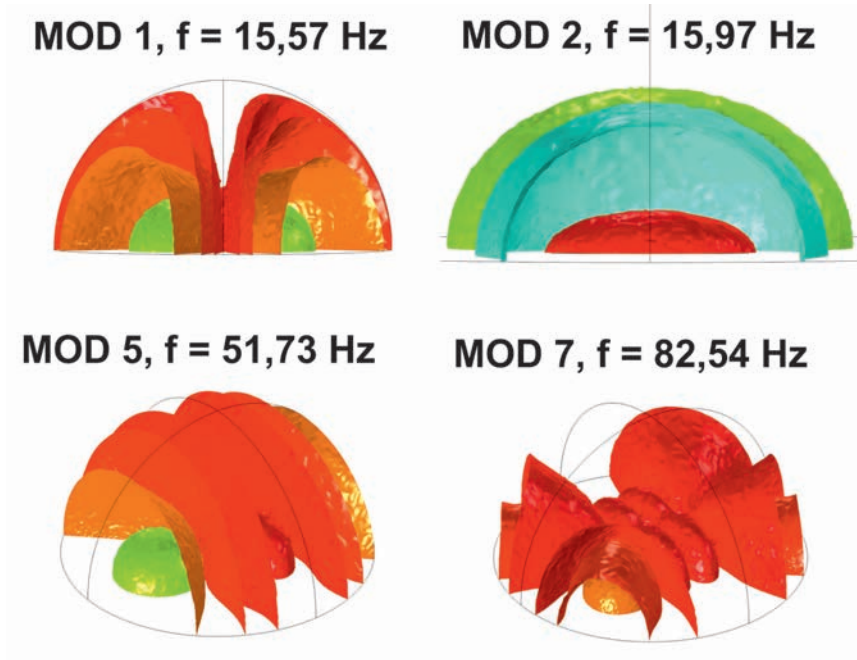 MOD 1, f = 15,57 Hz
MOD 2, f = 15,97 Hz
MOD 5, f = 51,73 Hz
MOD 7, f = 82,54 Hz